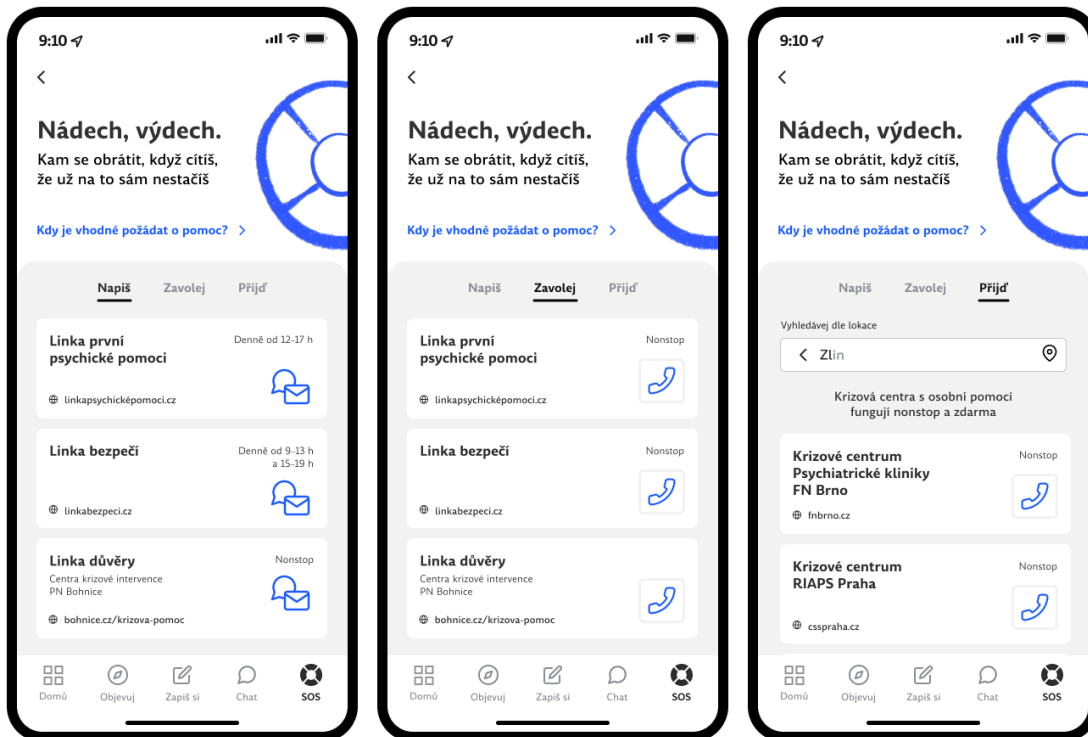 9:10
Nádech, výdech.
Kam se obrátit, když cítíš,
že už na to sám nestačíš
Kdy je vhodné požádat o pomoc?
Napiš Zavolej Přijď
Linka první
psychické pomoci
Denně od 12–17 h
linkapsychicképomoci.cz
Linka bezpečí
Denně od 9–13 h
a 15–19 h
linkabezpeci.cz
Linka důvěry
Nonstop
Centra krizové intervence
PN Bohnice
bohnice.cz/krizova-pomoc
Domů Objevuj Zapiš si Chat SOS
9:10
Nádech, výdech.
Kam se obrátit, když cítíš,
že už na to sám nestačíš
Kdy je vhodné požádat o pomoc?
Napiš Zavolej Přijď
Linka první
psychické pomoci
Nonstop
linkapsychicképomoci.cz
Linka bezpečí
Nonstop
linkabezpeci.cz
Linka důvěry
Centra krizové intervence
PN Bohnice
bohnice.cz/krizova-pomoc
Domů Objevuj Zapiš si Chat SOS
9:10
Nádech, výdech.
Kam se obrátit, když cítíš,
že už na to sám nestačíš
Kdy je vhodné požádat o pomoc?
Napiš Zavolej Přijď
Vyhledávej dle lokace
Zlín
Krizová centra s osobní pomocí
fungují nonstop a zdarma
Krizové centrum
Psychiatrické kliniky
FN Brno
Nonstop
fnbrno.cz
Krizové centrum
RIAPS Praha
Nonstop
csspraha.cz
Domů Objevuj Zapiš si Chat SOS